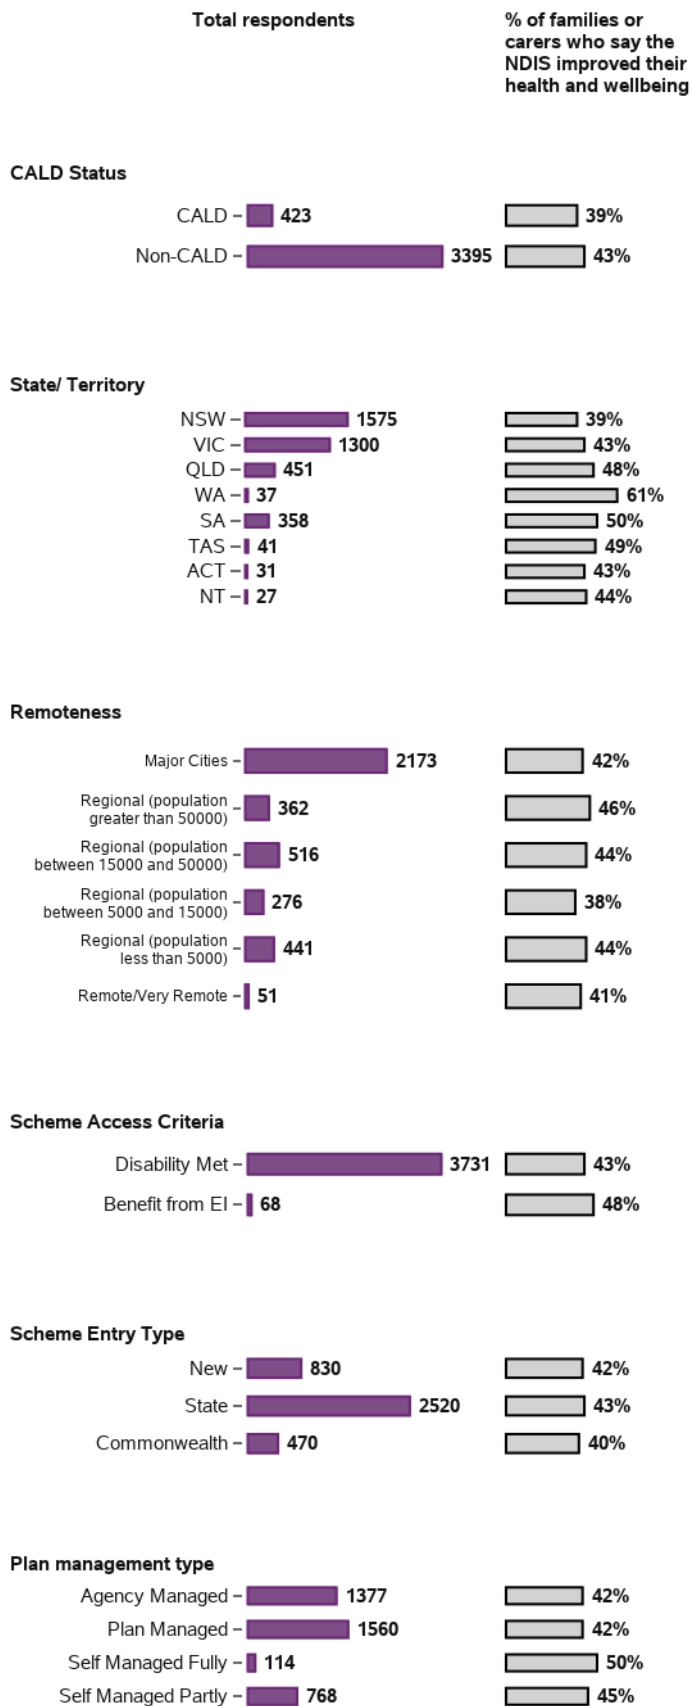 Total respondents
% of families or
carers who say the
NDIS improved their
health and wellbeing
CALD Status
CALD 423 39%
Non-CALD 3395 43%
State/ Territory
NSW 1575 39%
VIC 1300 43%
QLD 451 48%
WA 37 61%
SA 358 50%
TAS 41 49%
ACT 31 43%
NT 27 44%
Remoteness
Major Cities 2173 42%
Regional (population
greater than 50000) 362 46%
Regional (population
between 15000 and 50000) 516 44%
Regional (population
between 5000 and 15000) 276 38%
Regional (population
less than 5000) 441 44%
Remote/Very Remote 51 41%
Scheme Access Criteria
Disability Met 3731 43%
Benefit from EI 68 48%
Scheme Entry Type
New 830 42%
State 2520 43%
Commonwealth 470 40%
Plan management type
Agency Managed 1377 42%
Plan Managed 1560 42%
Self Managed Fully 114 50%
Self Managed Partly 768 45%